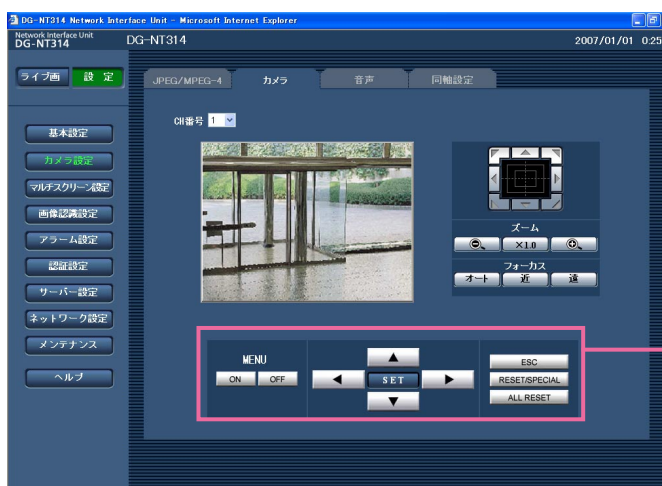 DG-NT314 Network Interface Unit - Microsoft Internet Explorer
Network Interface Unit
DG-NT314
DG-NT314
2007/01/01 0:25
ライブ画
設 定
JPEG/MPEG-4
カメラ
音声
同軸設定
CH番号 1
基本設定
カメラ設定
マルチスクリーン設定
画像認識設定
アラーム設定
認証設定
サーバー設定
ネットワーク設定
メンテナンス
ヘルプ
ズーム
×1.0
フォーカス
オート
近
遠
MENU
ON
OFF
SET
ESC
RESET/SPECIAL
ALL RESET